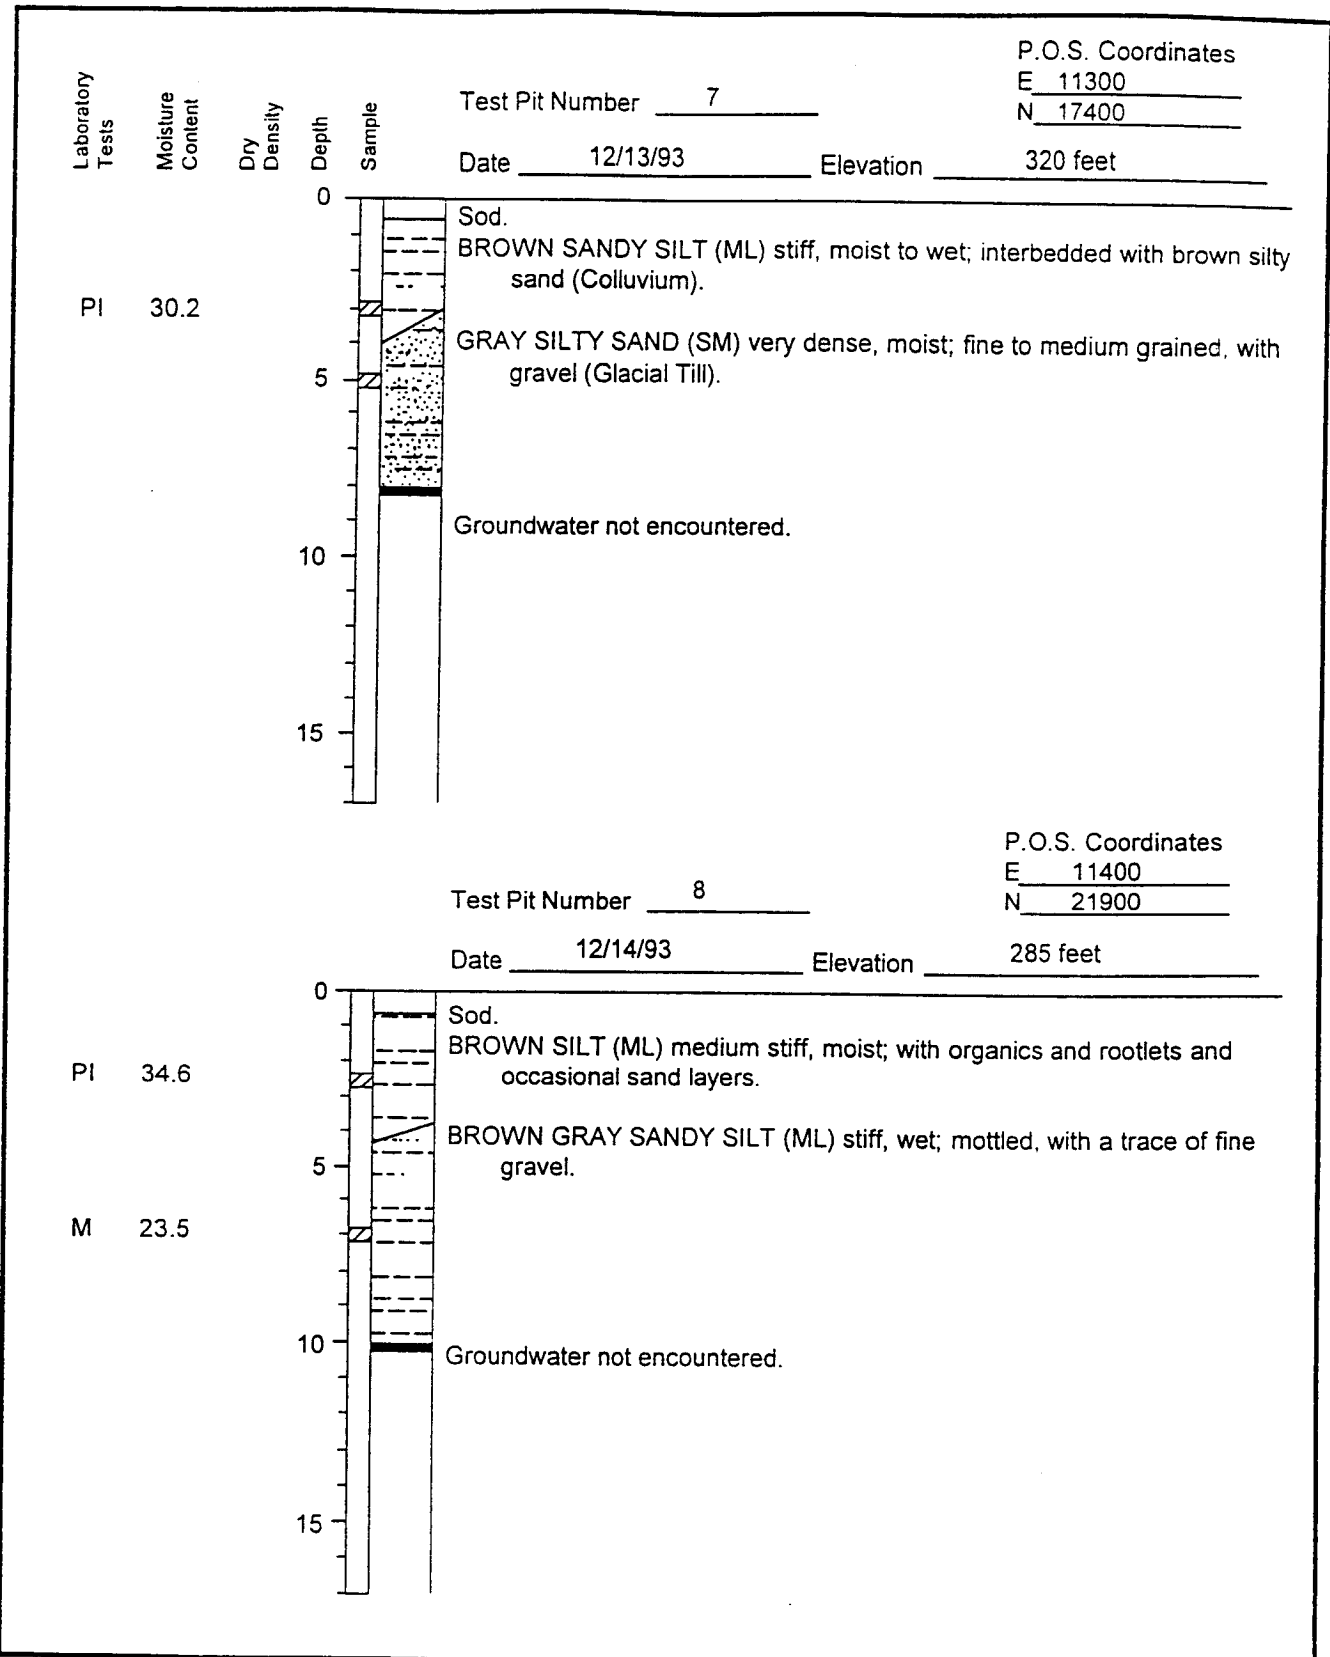 Laboratory Tests
Moisture Content
Dry Density
Depth
Sample
P.O.S. Coordinates
E 11300
N 17400
Test Pit Number 7
Date 12/13/93 Elevation 320 feet
0
Sod.
BROWN SANDY SILT (ML) stiff, moist to wet; interbedded with brown silty
sand (Colluvium).
PI 30.2
GRAY SILTY SAND (SM) very dense, moist; fine to medium grained, with
gravel (Glacial Till).
5
Groundwater not encountered.
10
15
P.O.S. Coordinates
E 11400
N 21900
Test Pit Number 8
Date 12/14/93 Elevation 285 feet
0
Sod.
BROWN SILT (ML) medium stiff, moist; with organics and rootlets and
occasional sand layers.
PI 34.6
BROWN GRAY SANDY SILT (ML) stiff, wet; mottled, with a trace of fine
gravel.
5
M 23.5
10
Groundwater not encountered.
15